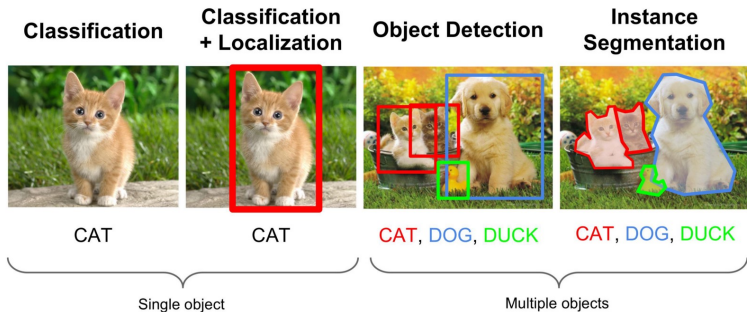 Classification
Classification
+ Localization
Object Detection
Instance
Segmentation
CAT
CAT
CAT, DOG, DUCK
CAT, DOG, DUCK
Single object
Multiple objects